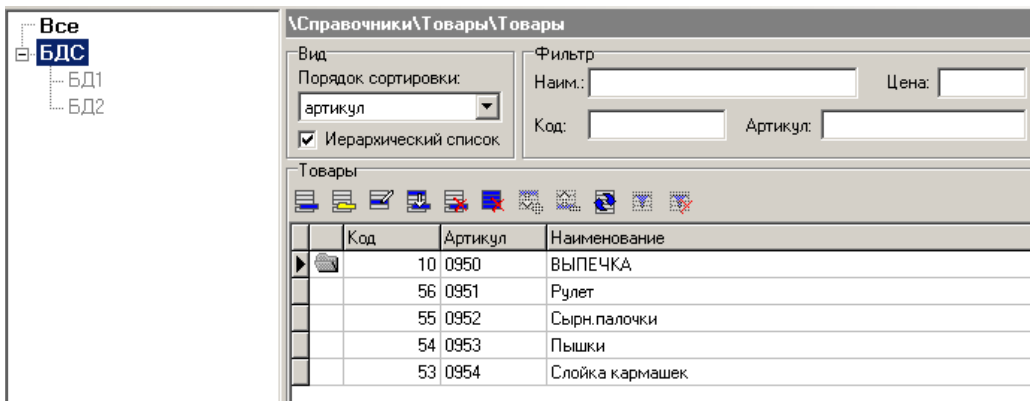 Все
БДС
БД1
БД2
\Справочники\Товары\Товары
Вид
Порядок сортировки:
артикул
Иерархический список
Фильтр
Наим.:
Цена:
Код:
Артикул:
Товары
Код Артикул Наименование
10 0950 ВЫПЕЧКА
56 0951 Рулет
55 0952 Сырн.палочки
54 0953 Пышки
53 0954 Слойка кармашек